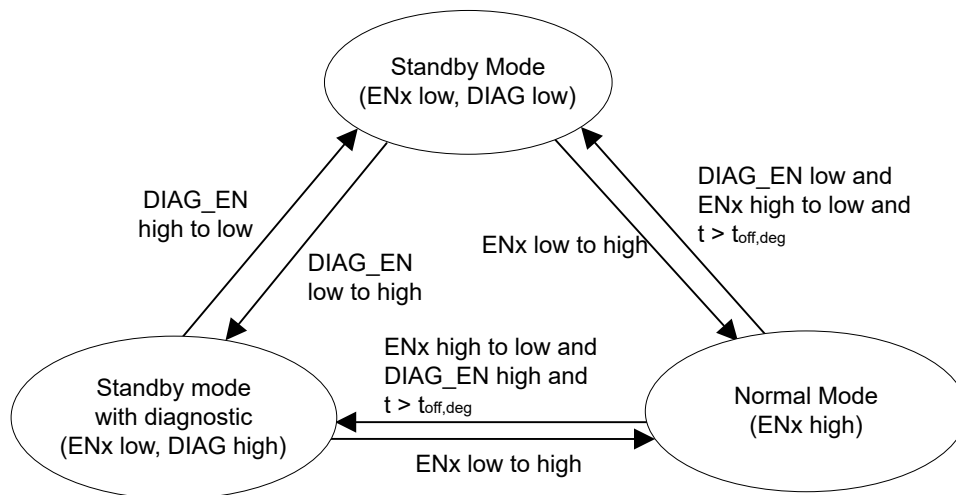 Standby Mode
(ENx low, DIAG low)
DIAG_EN
high to low
DIAG_EN
low to high
ENx low to high
DIAG_EN low and
ENx high to low and
t > toff,deg
Standby mode
with diagnostic
(ENx low, DIAG high)
ENx high to low and
DIAG_EN high and
t > toff,deg
ENx low to high
Normal Mode
(ENx high)